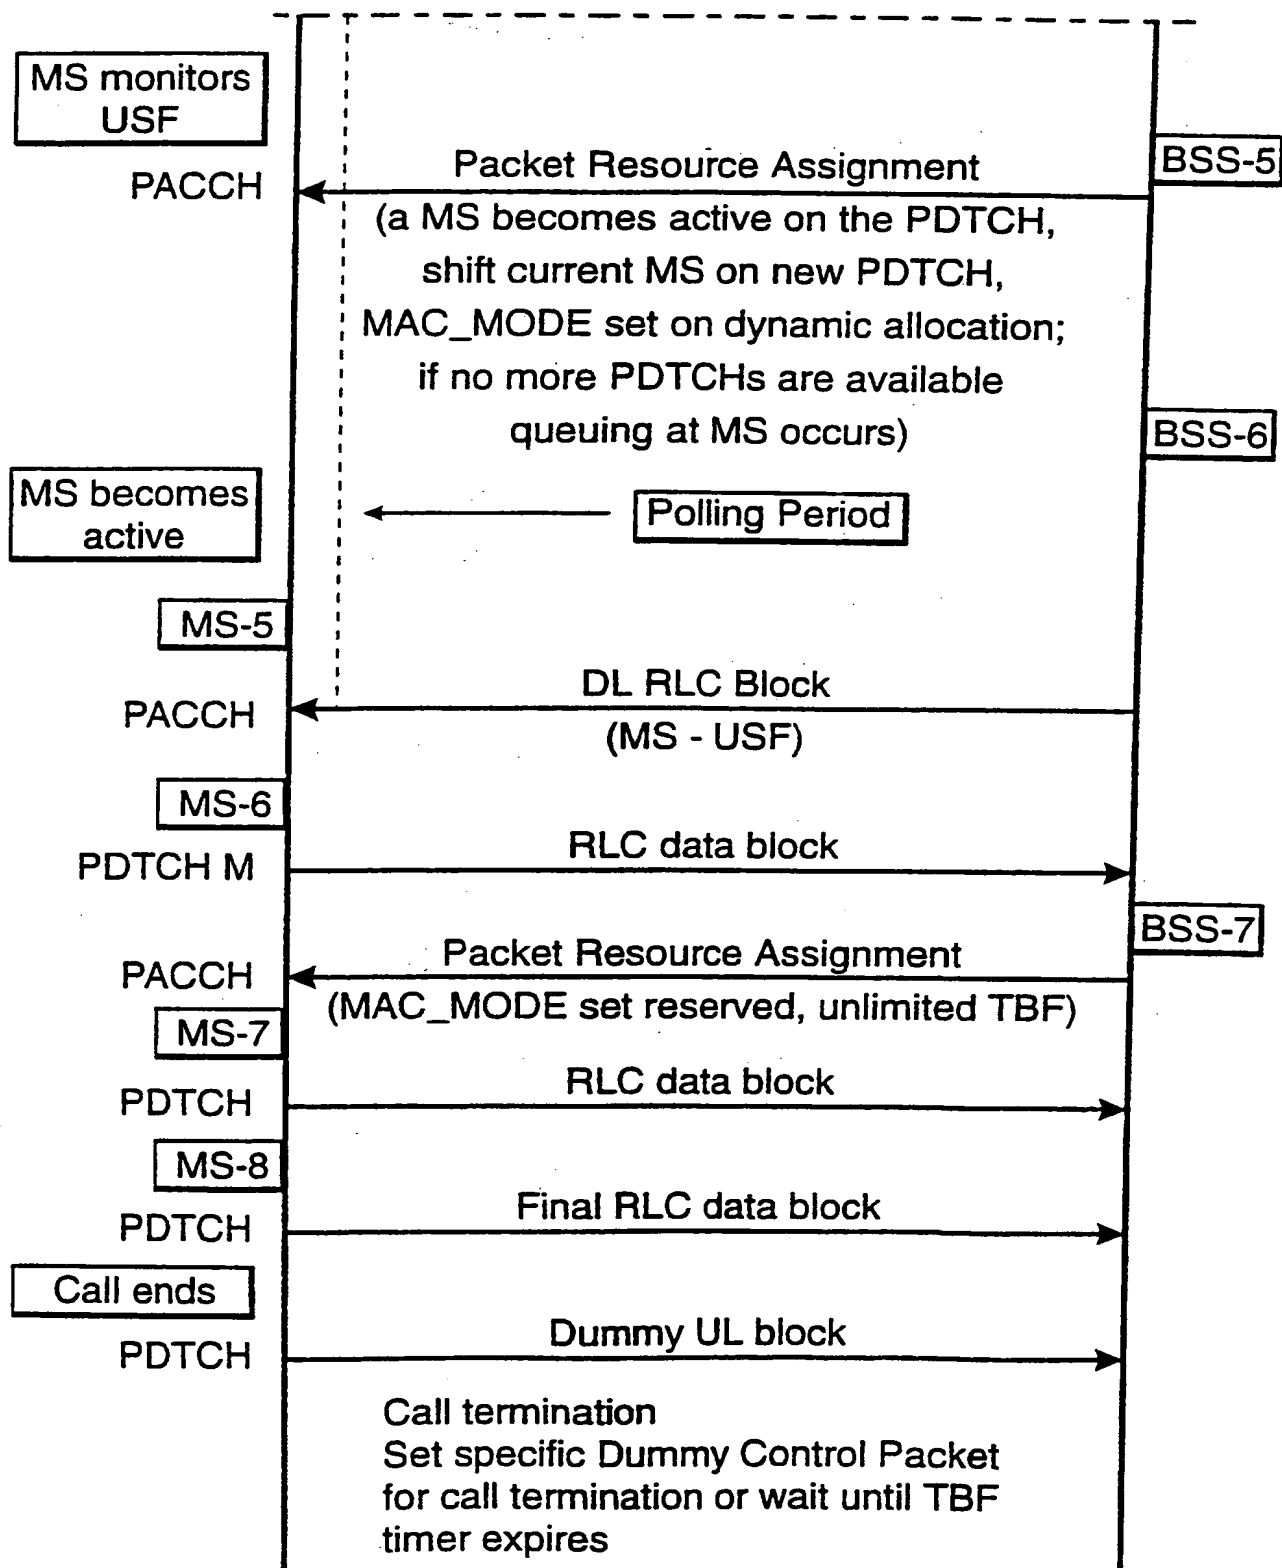 MS monitors
USF
BSS-5
Packet Resource Assignment
PACCH
(a MS becomes active on the PDTCH,
shift current MS on new PDTCH,
MAC_MODE set on dynamic allocation;
if no more PDTCHs are available
queuing at MS occurs)
BSS-6
MS becomes
active
Polling Period
MS-5
DL RLC Block
PACCH
(MS - USF)
MS-6
RLC data block
PDTCH M
BSS-7
Packet Resource Assignment
PACCH
(MAC_MODE set reserved, unlimited TBF)
MS-7
RLC data block
PDTCH
MS-8
Final RLC data block
PDTCH
Call ends
Dummy UL block
PDTCH
Call termination
Set specific Dummy Control Packet
for call termination or wait until TBF
timer expires